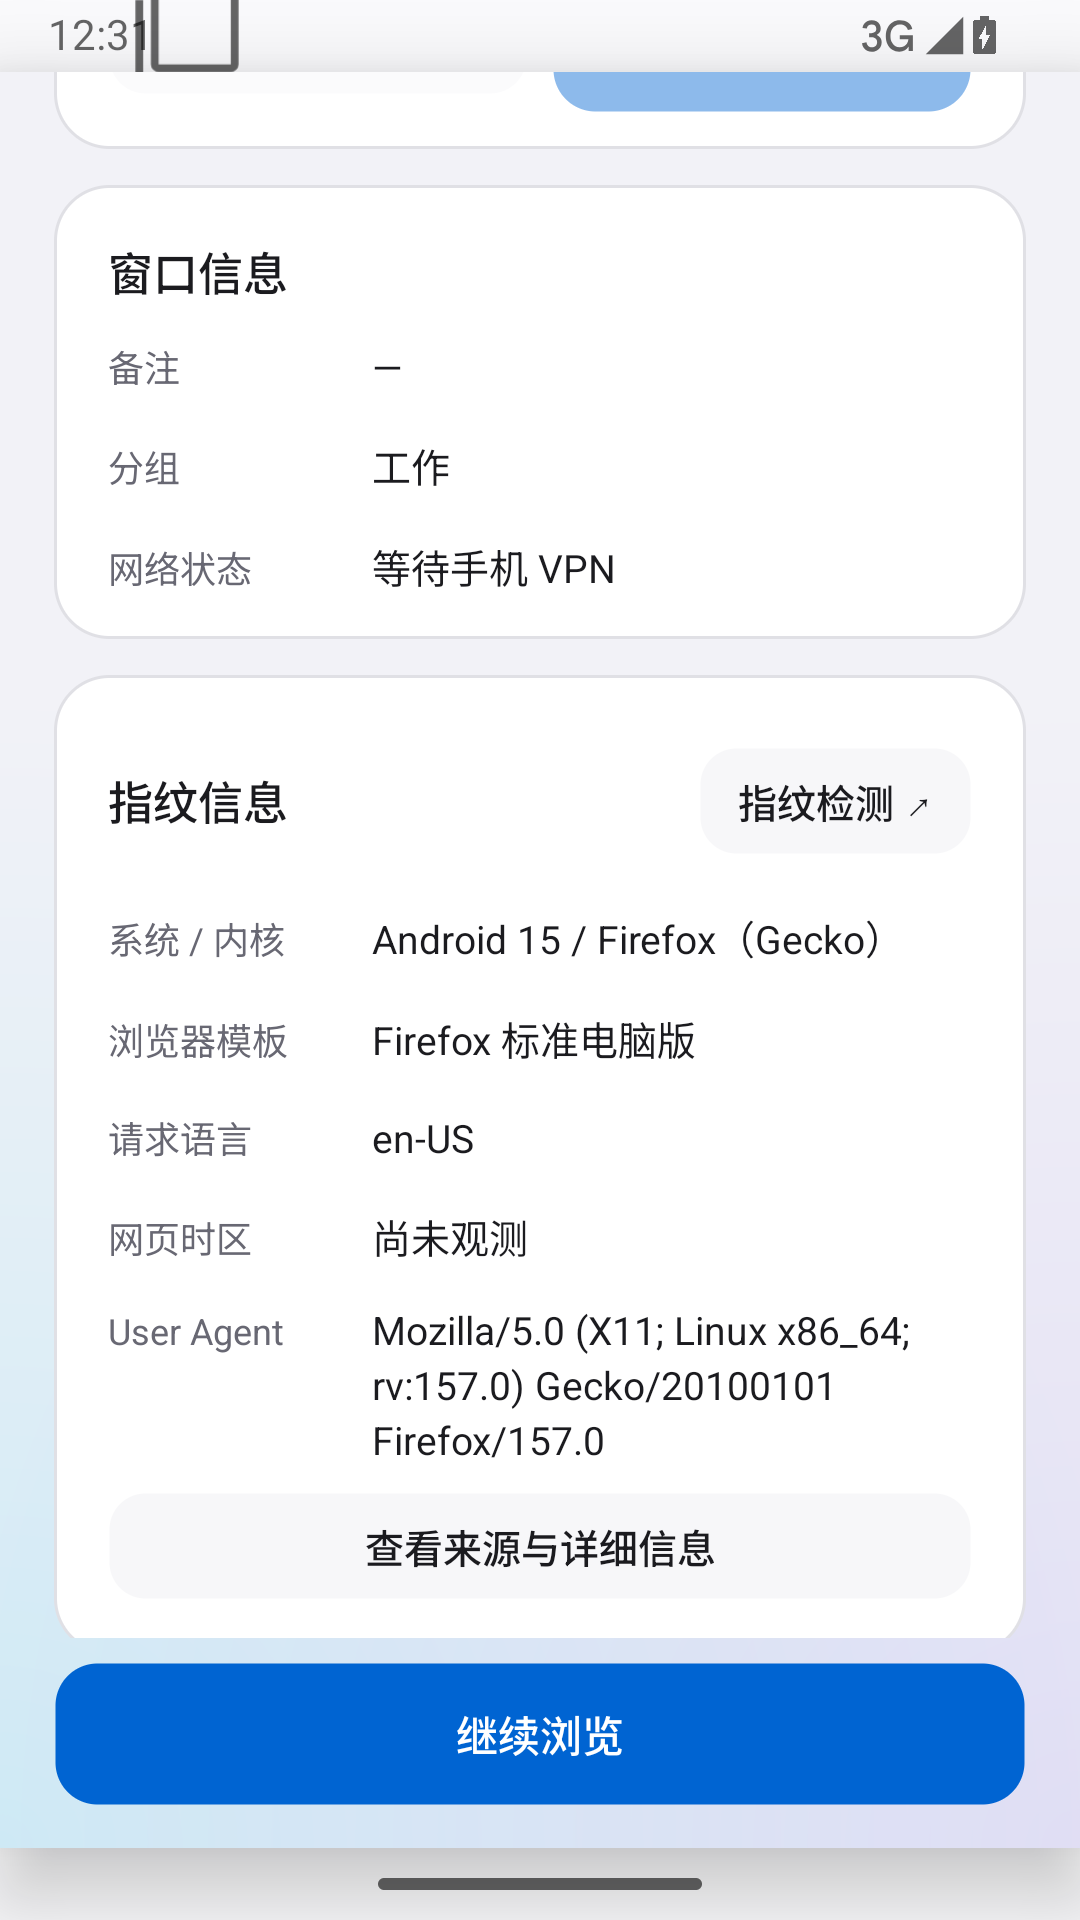 12:31
3G
窗口信息
备注 —
分组 工作
网络状态 等待手机 VPN
指纹信息
指纹检测 ↗
系统 / 内核 Android 15 / Firefox（Gecko）
浏览器模板 Firefox 标准电脑版
请求语言 en-US
网页时区 尚未观测
User Agent Mozilla/5.0 (X11; Linux x86_64;
rv:157.0) Gecko/20100101
Firefox/157.0
查看来源与详细信息
继续浏览